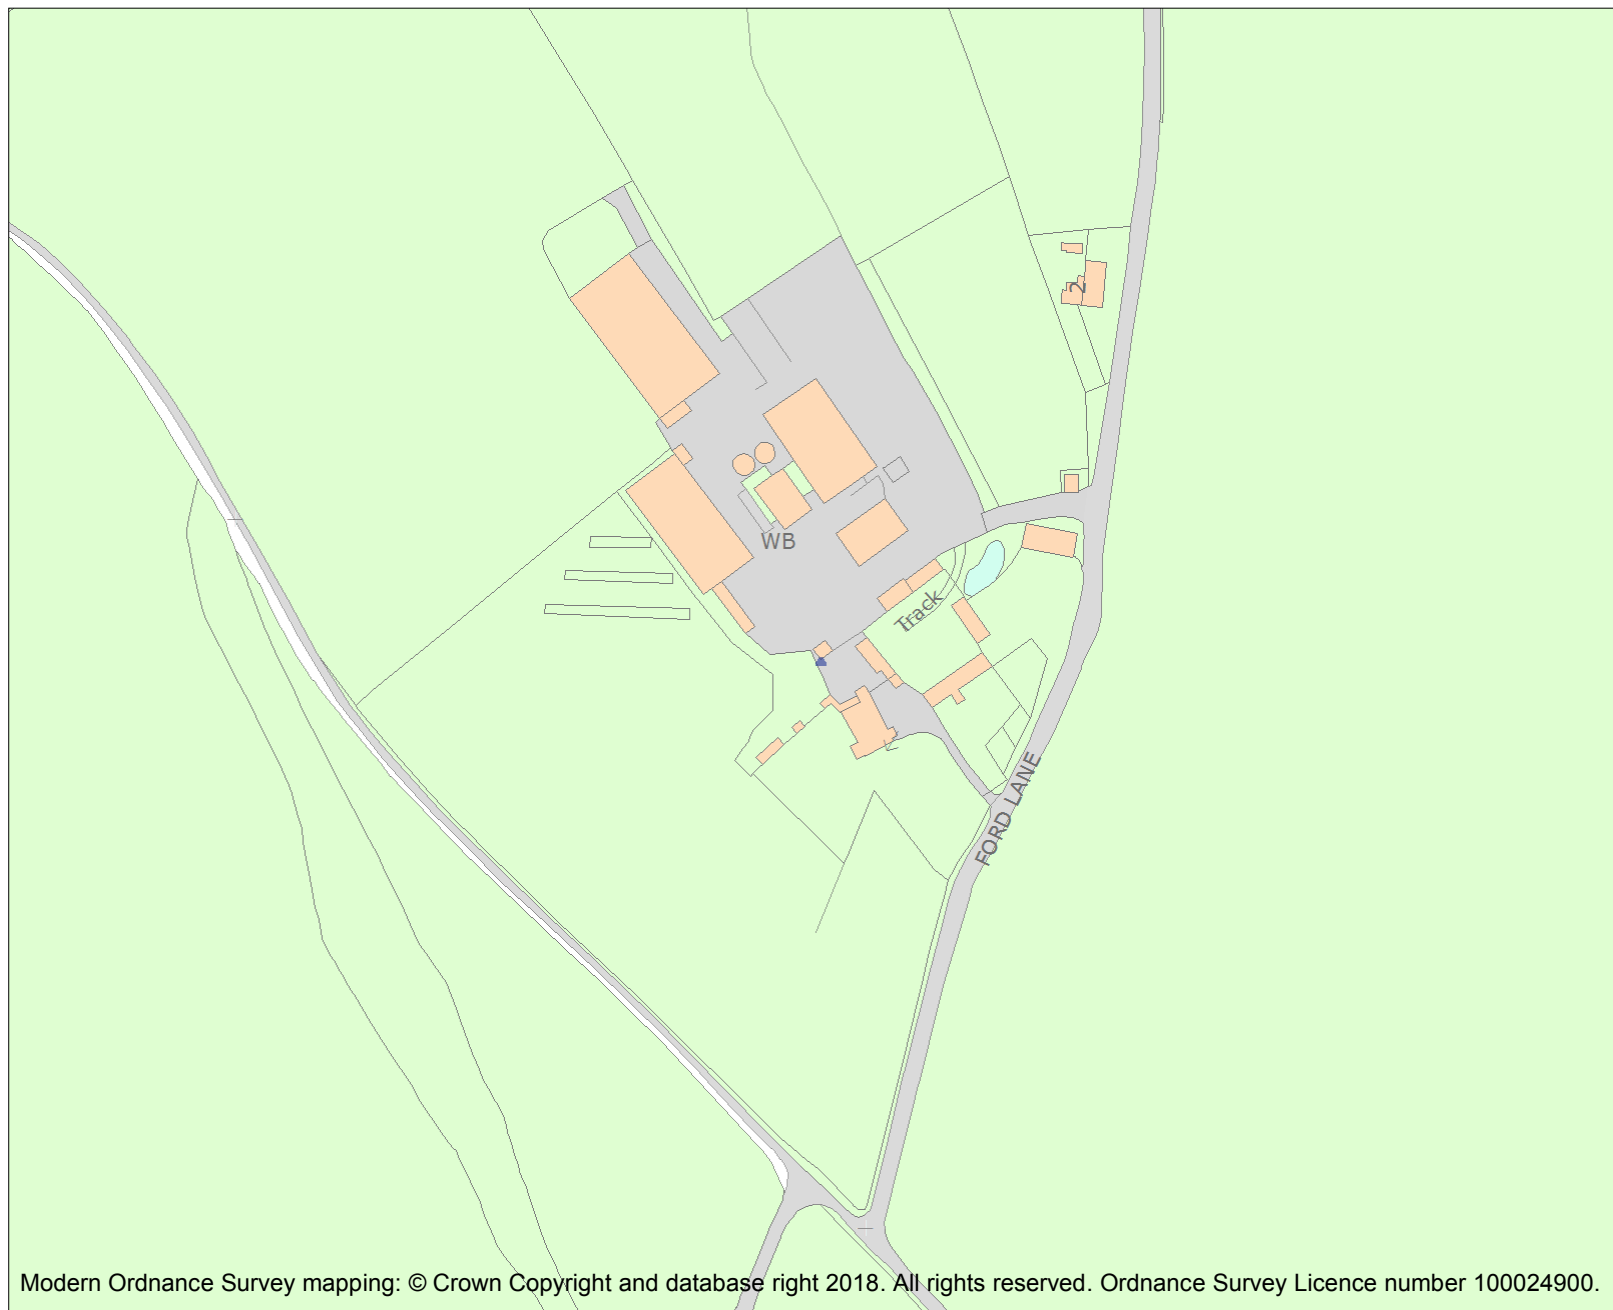 2
WB
Track
FORD LANE
Modern Ordnance Survey mapping: © Crown Copyright and database right 2018. All rights reserved. Ordnance Survey Licence number 100024900.